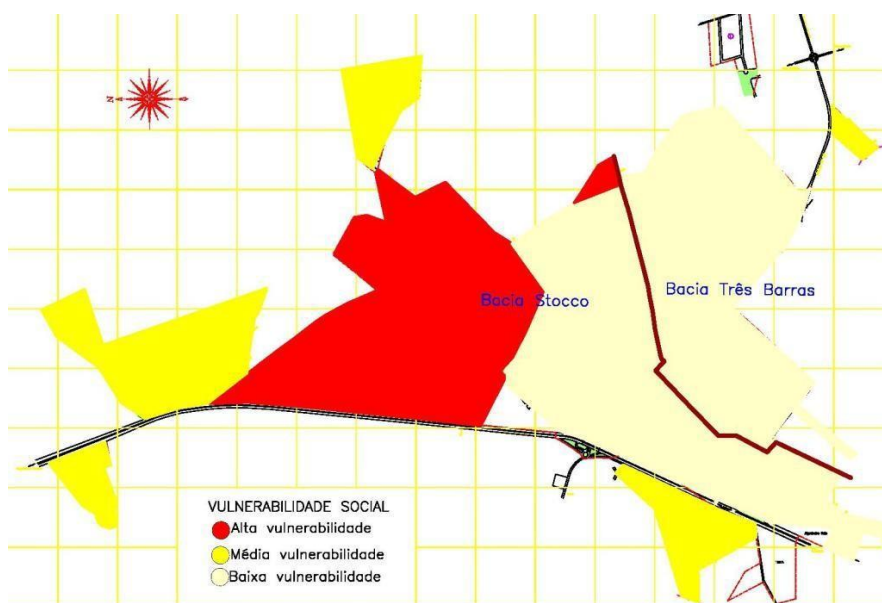 N
Bacia Três Barras
Bacia Stocco
VULNERABILIDADE SOCIAL
Alta vulnerabilidade
Média vulnerabilidade
Baixa vulnerabilidade